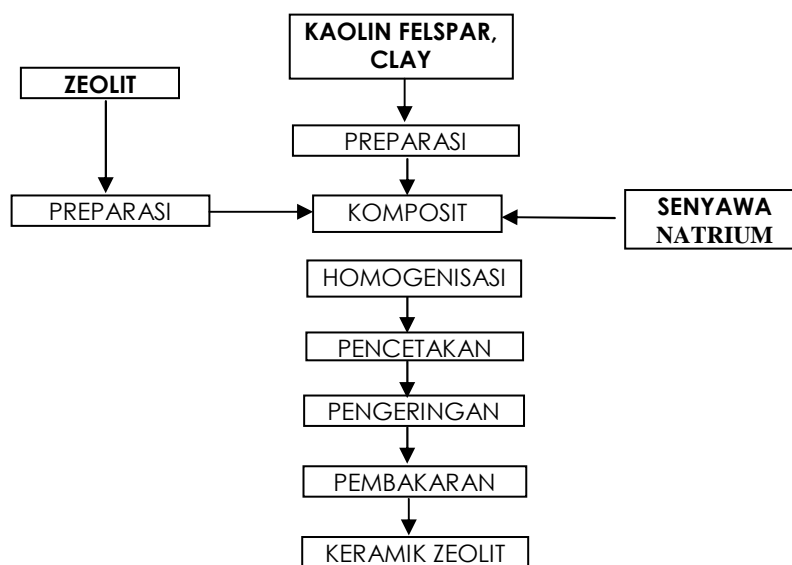 KAOLIN FELSPAR,
CLAY
ZEOLIT
PREPARASI
PREPARASI
KOMPOSIT
SENYAWA
NATRIUM
HOMOGENISASI
PENCETAKAN
PENGERINGAN
PEMBAKARAN
KERAMIK ZEOLIT